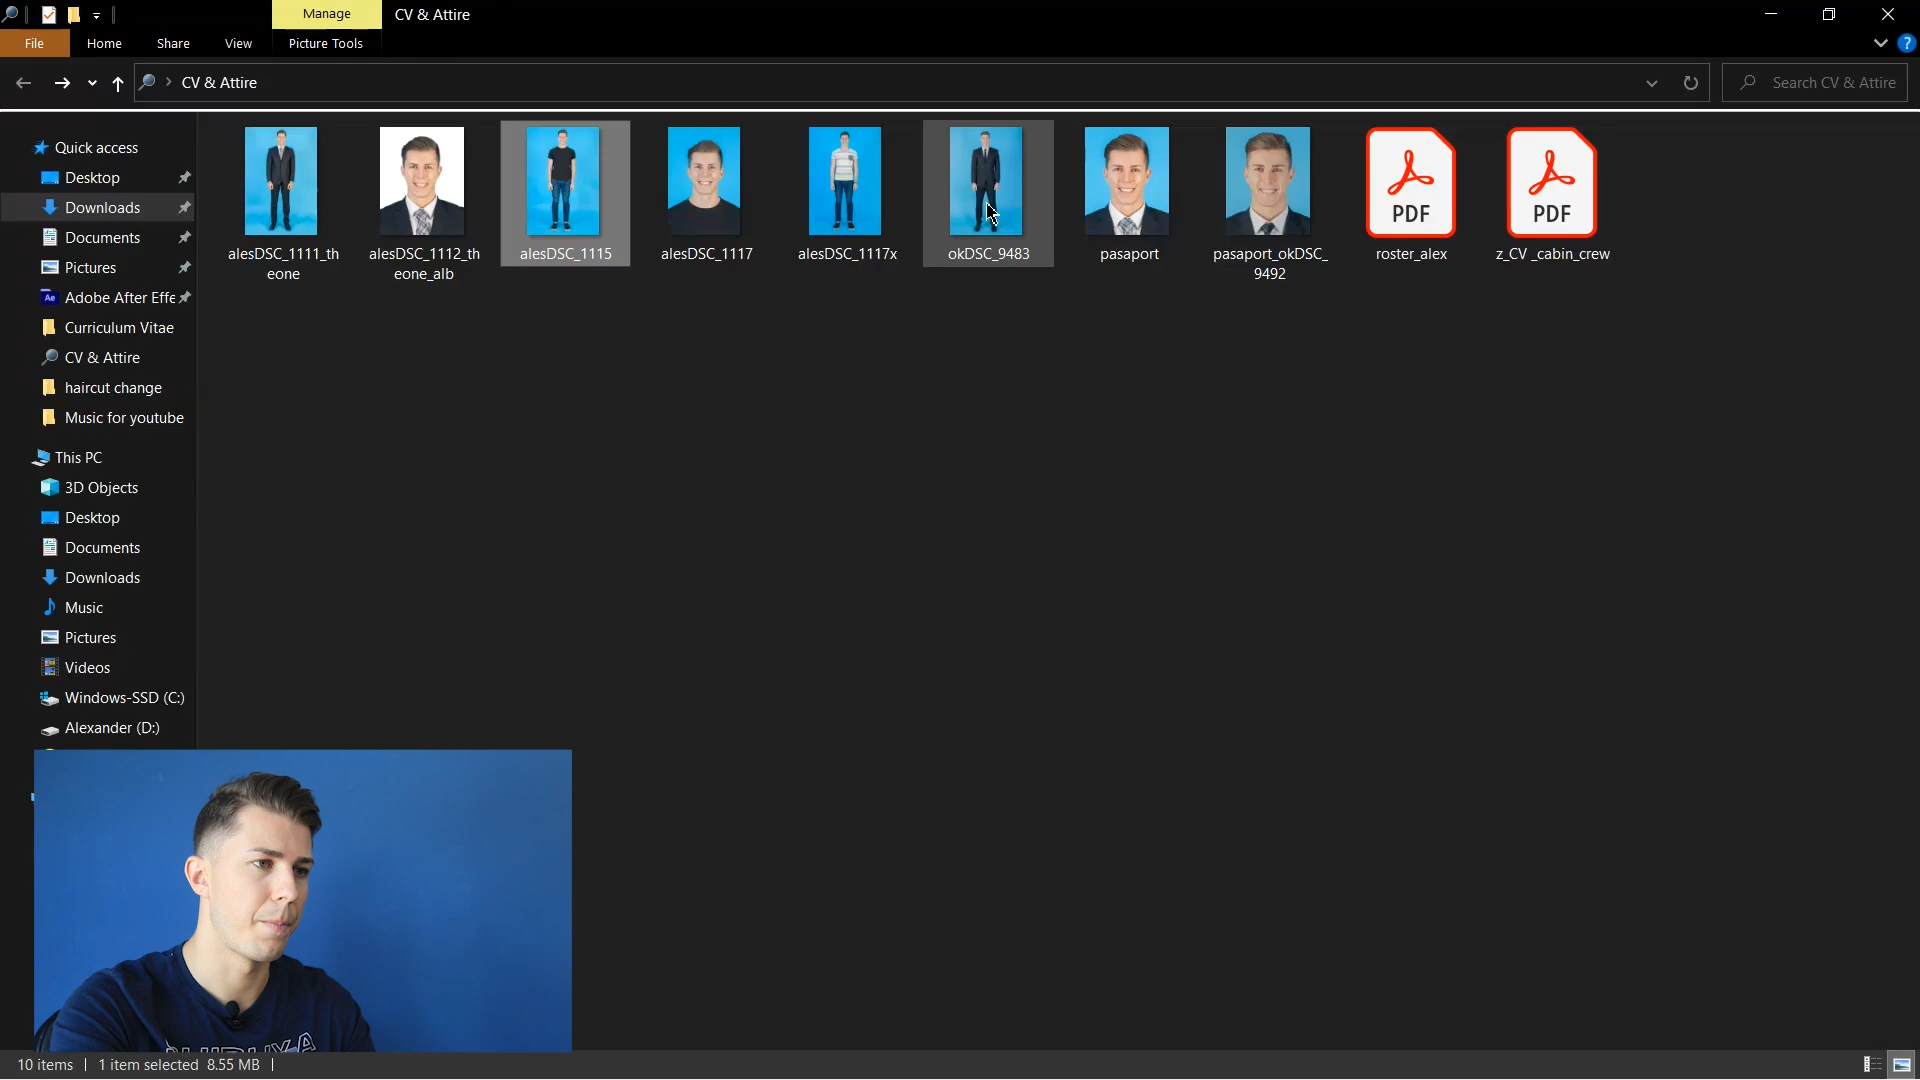 Manage
CV & Attire
File
Home
Share
View
Picture Tools
CV & Attire
Search CV & Attire
Quick access
Desktop
Downloads
Documents
Pictures
Adobe After Effe
Curriculum Vitae
CV & Attire
haircut change
Music for youtube
This PC
3D Objects
Desktop
Documents
Downloads
Music
Pictures
Videos
Windows-SSD (C:)
Alexander (D:)
alesDSC_1111_th
eone
alesDSC_1112_th
eone_alb
alesDSC_1115
alesDSC_1117
alesDSC_1117x
okDSC_9483
pasaport
pasaport_okDSC_
9492
PDF
roster_alex
PDF
z_CV _cabin_crew
10 items
1 item selected 8.55 MB